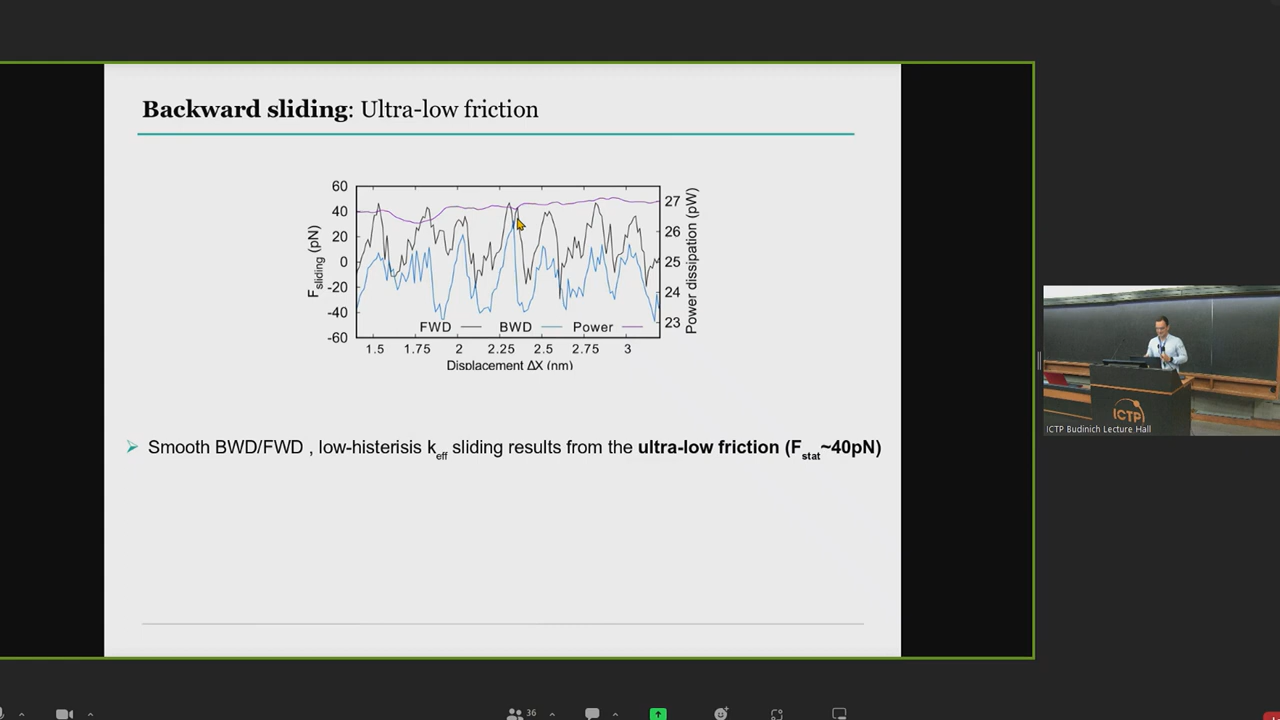 Backward sliding: Ultra-low friction
60
40
20
0
-20
-40
-60
F_sliding (pN)
27
26
25
24
23
Power dissipation (pW)
FWD BWD Power
1.5 1.75 2 2.25 2.5 2.75 3
Displacement ΔX (nm)
➢ Smooth BWD/FWD , low-histerisis k_eff sliding results from the ultra-low friction (F_stat~40pN)
ICTP
ICTP Budinich Lecture Hall
36